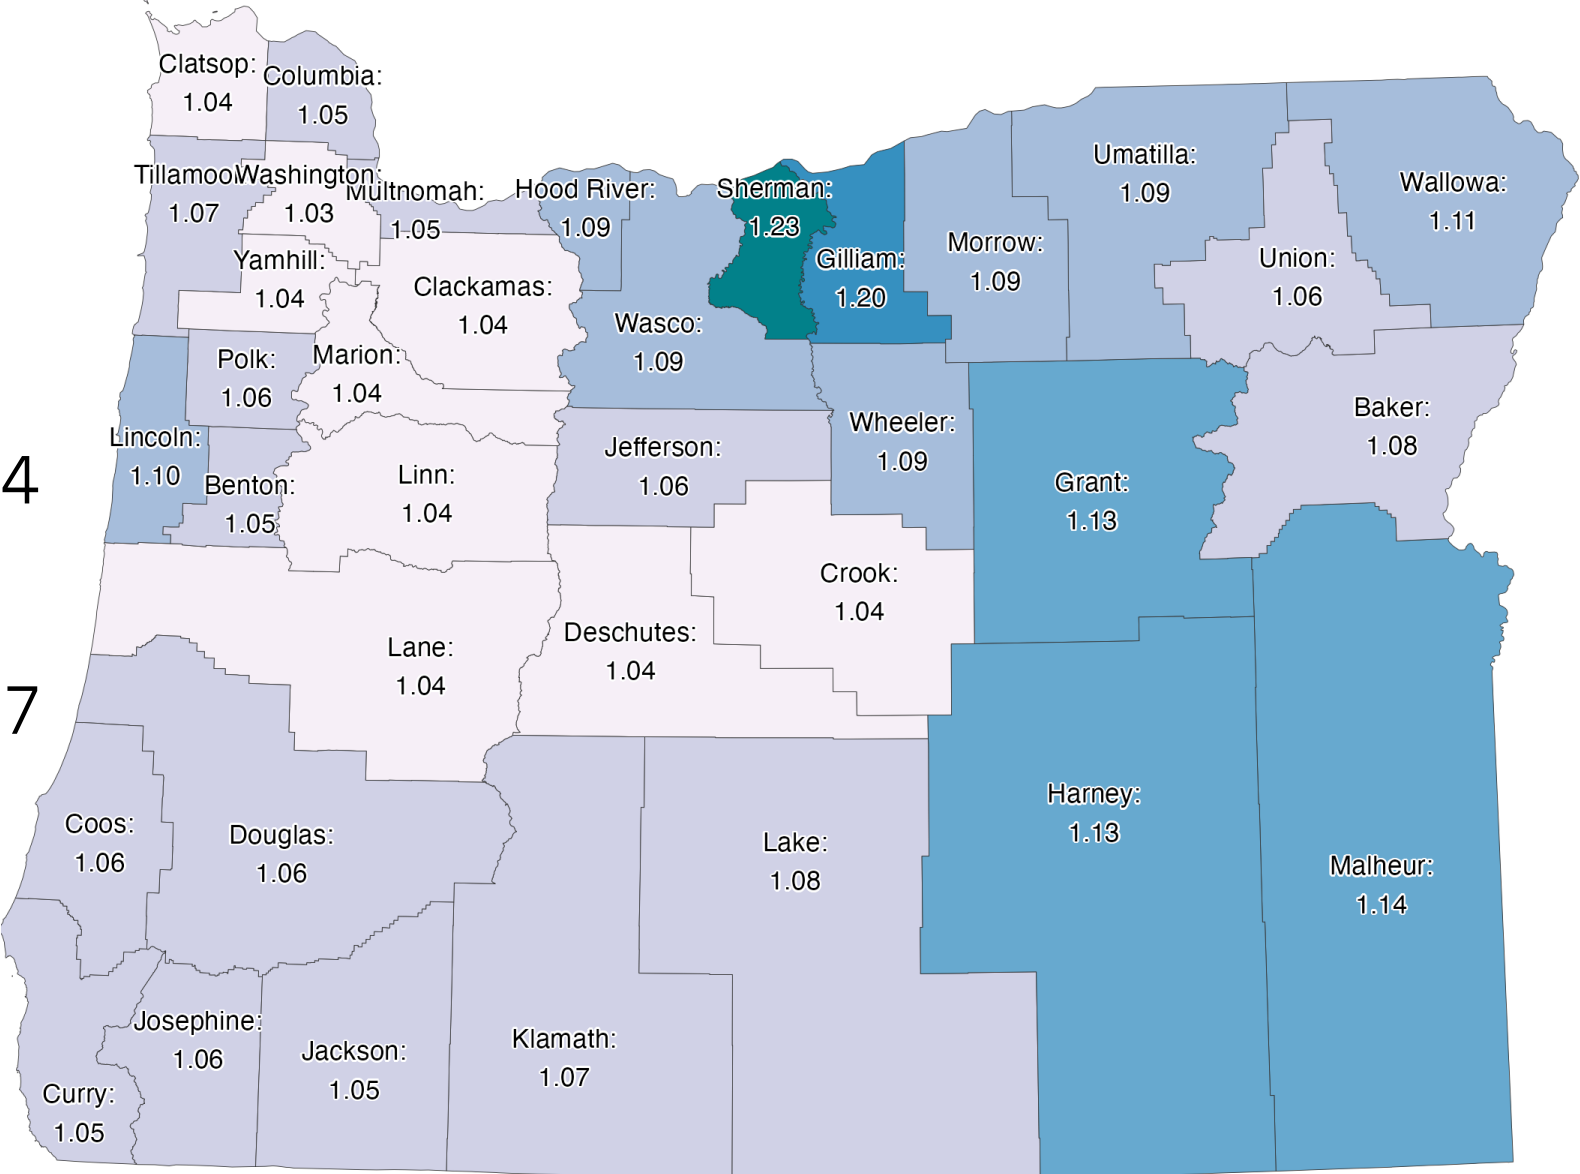 Clatsop:
1.04
Columbia:
1.05
Tillamoo
1.07
Washington:
1.03
Multnomah:
1.05
Hood River:
1.09
Sherman:
1.23
Gilliam:
1.20
Morrow:
1.09
Umatilla:
1.09
Wallowa:
1.11
Union:
1.06
Yamhill:
1.04
Clackamas:
1.04
Wasco:
1.09
Polk:
1.06
Marion:
1.04
Baker:
1.08
Lincoln:
1.10
Jefferson:
1.06
Wheeler:
1.09
Grant:
1.13
4
Benton:
1.05
Linn:
1.04
Crook:
1.04
Deschutes:
1.04
Lane:
1.04
7
Coos:
1.06
Douglas:
1.06
Lake:
1.08
Harney:
1.13
Malheur:
1.14
Josephine:
1.06
Jackson:
1.05
Klamath:
1.07
Curry:
1.05